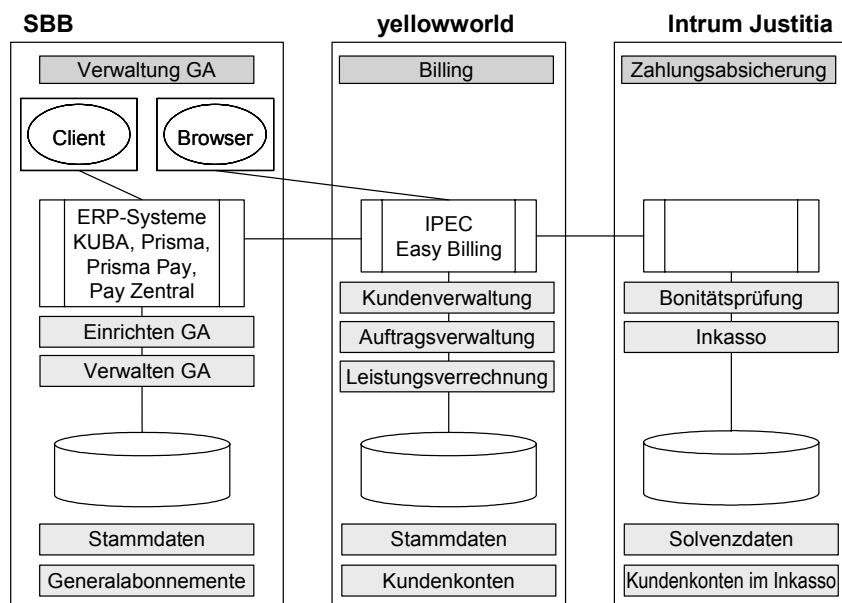 SBB
Verwaltung GA
Client
Browser
ERP-Systeme
KUBA, Prisma,
Prisma Pay,
Pay Zentral
Einrichten GA
Verwalten GA
Stammdaten
Generalabonnemente
yellowworld
Billing
IPEC
Easy Billing
Kundenverwaltung
Auftragsverwaltung
Leistungsverrechnung
Stammdaten
Kundenkonten
Intrum Justitia
Zahlungsabsicherung
Bonitätsprüfung
Inkasso
Solvenzdaten
Kundenkonten im Inkasso